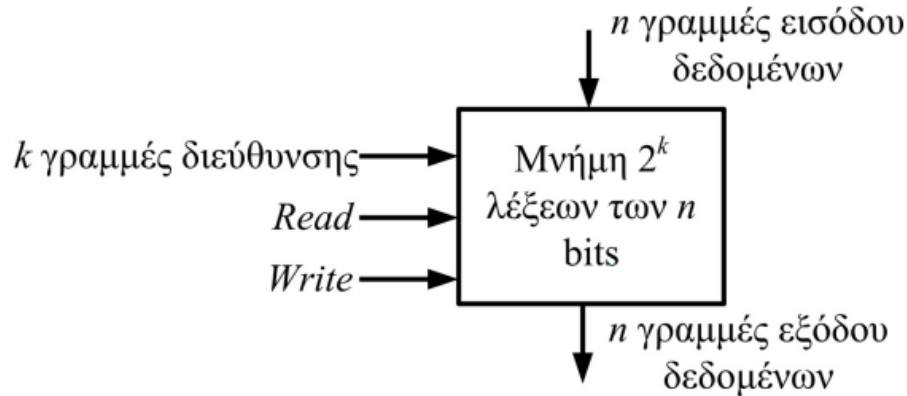 n γραμμές εισόδου
δεδομένων
k γραμμές διεύθυνσης
Read
Write
Μνήμη 2^k
λέξεων των n
bits
n γραμμές εξόδου
δεδομένων